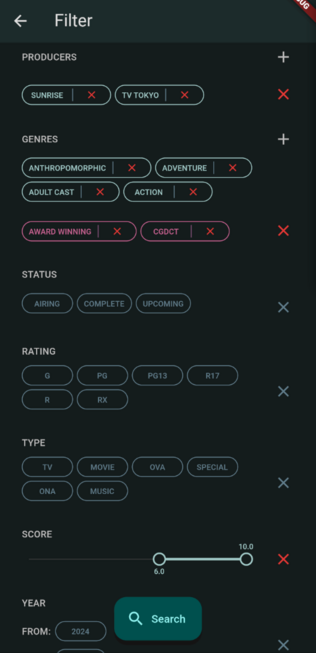 Filter
PRODUCERS
SUNRISE TV TOKYO
GENRES
ANTHROPOMORPHIC ADVENTURE
ADULT CAST ACTION
AWARD WINNING CGDCT
STATUS
AIRING COMPLETE UPCOMING
RATING
G PG PG13 R17
R RX
TYPE
TV MOVIE OVA SPECIAL
ONA MUSIC
SCORE
10.0
6.0
YEAR
Search
FROM: 2024